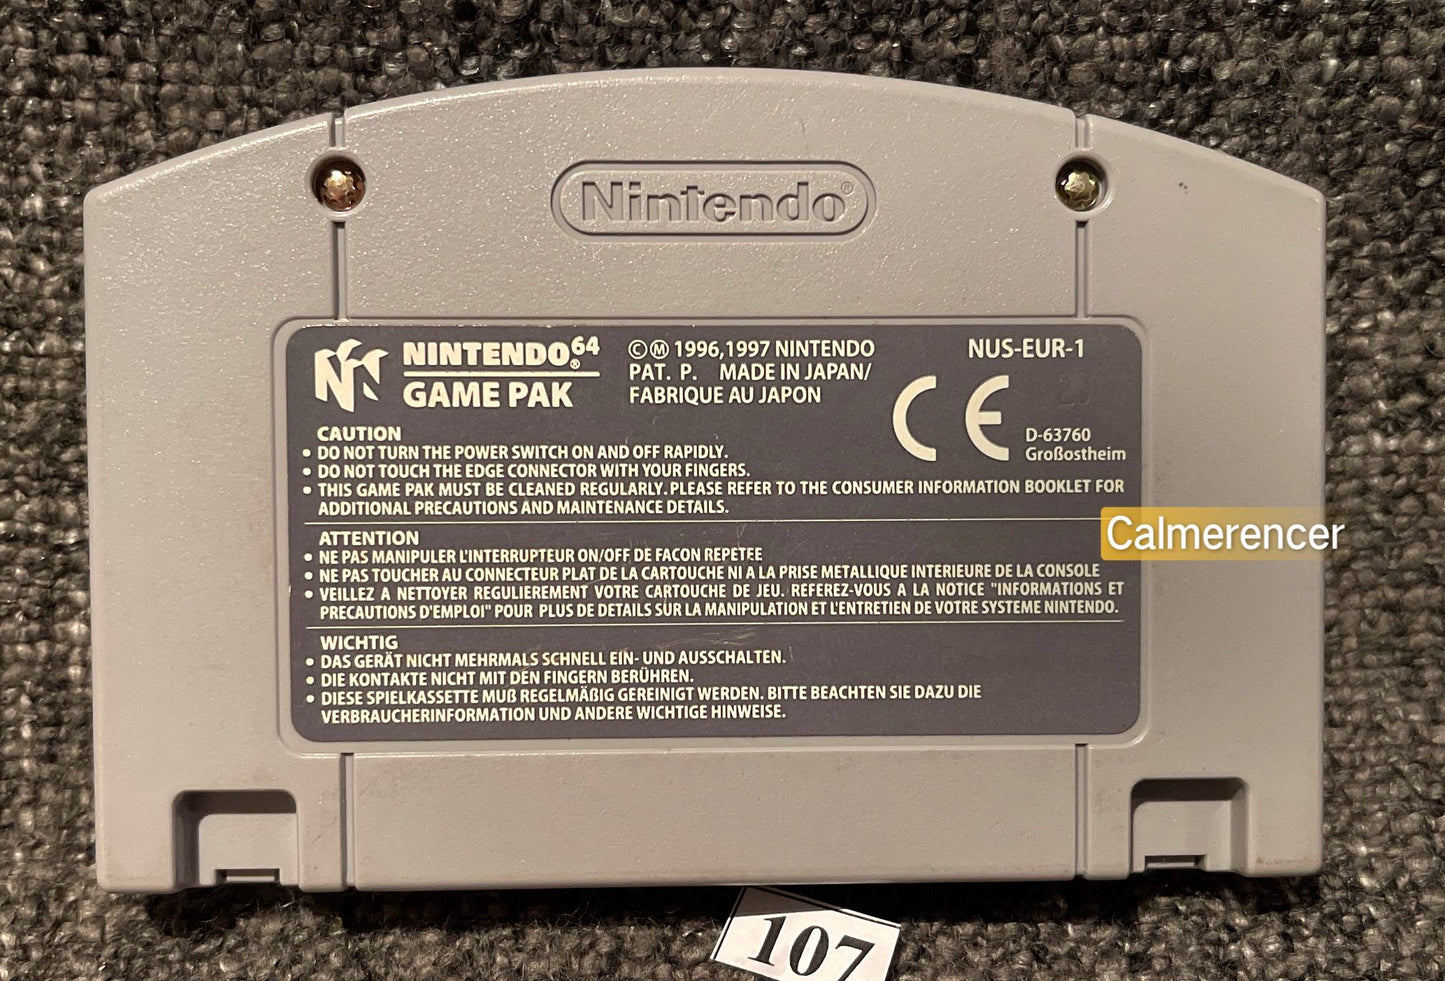 Nintendo®
NINTENDO64®
GAME PAK
©Ⓜ 1996,1997 NINTENDO
PAT. P. MADE IN JAPAN/
FABRIQUE AU JAPON
NUS-EUR-1
CE
D-63760
Großostheim
CAUTION
• DO NOT TURN THE POWER SWITCH ON AND OFF RAPIDLY.
• DO NOT TOUCH THE EDGE CONNECTOR WITH YOUR FINGERS.
• THIS GAME PAK MUST BE CLEANED REGULARLY.PLEASE REFER TO THE CONSUMER INFORMATION BOOKLET FOR
ADDITIONAL PRECAUTIONS AND MAINTENANCE DETAILS.
ATTENTION
• NE PAS MANIPULER L'INTERRUPTEUR ON/OFF DE FACON REPETEE
• NE PAS TOUCHER AU CONNECTEUR PLAT DE LA CARTOUCHE NI A LA PRISE METALLIQUE INTERIEURE DE LA CONSOLE
• VEILLEZ A NETTOYER REGULIEREMENT VOTRE CARTOUCHE DE JEU. REFEREZ-VOUS A LA NOTICE "INFORMATIONS ET
PRECAUTIONS D'EMPLOI" POUR PLUS DE DETAILS SUR LA MANIPULATION ET L'ENTRETIEN DE VOTRE SYSTEME NINTENDO.
WICHTIG
• DAS GERÄT NICHT MEHRMALS SCHNELL EIN- UND AUSSCHALTEN.
• DIE KONTAKTE NICHT MIT DEN FINGERN BERÜHREN.
• DIESE SPIELKASSETTE MUß REGELMÄßIG GEREINIGT WERDEN. BITTE BEACHTEN SIE DAZU DIE
VERBRAUCHERINFORMATION UND ANDERE WICHTIGE HINWEISE.
Calmerencer
107